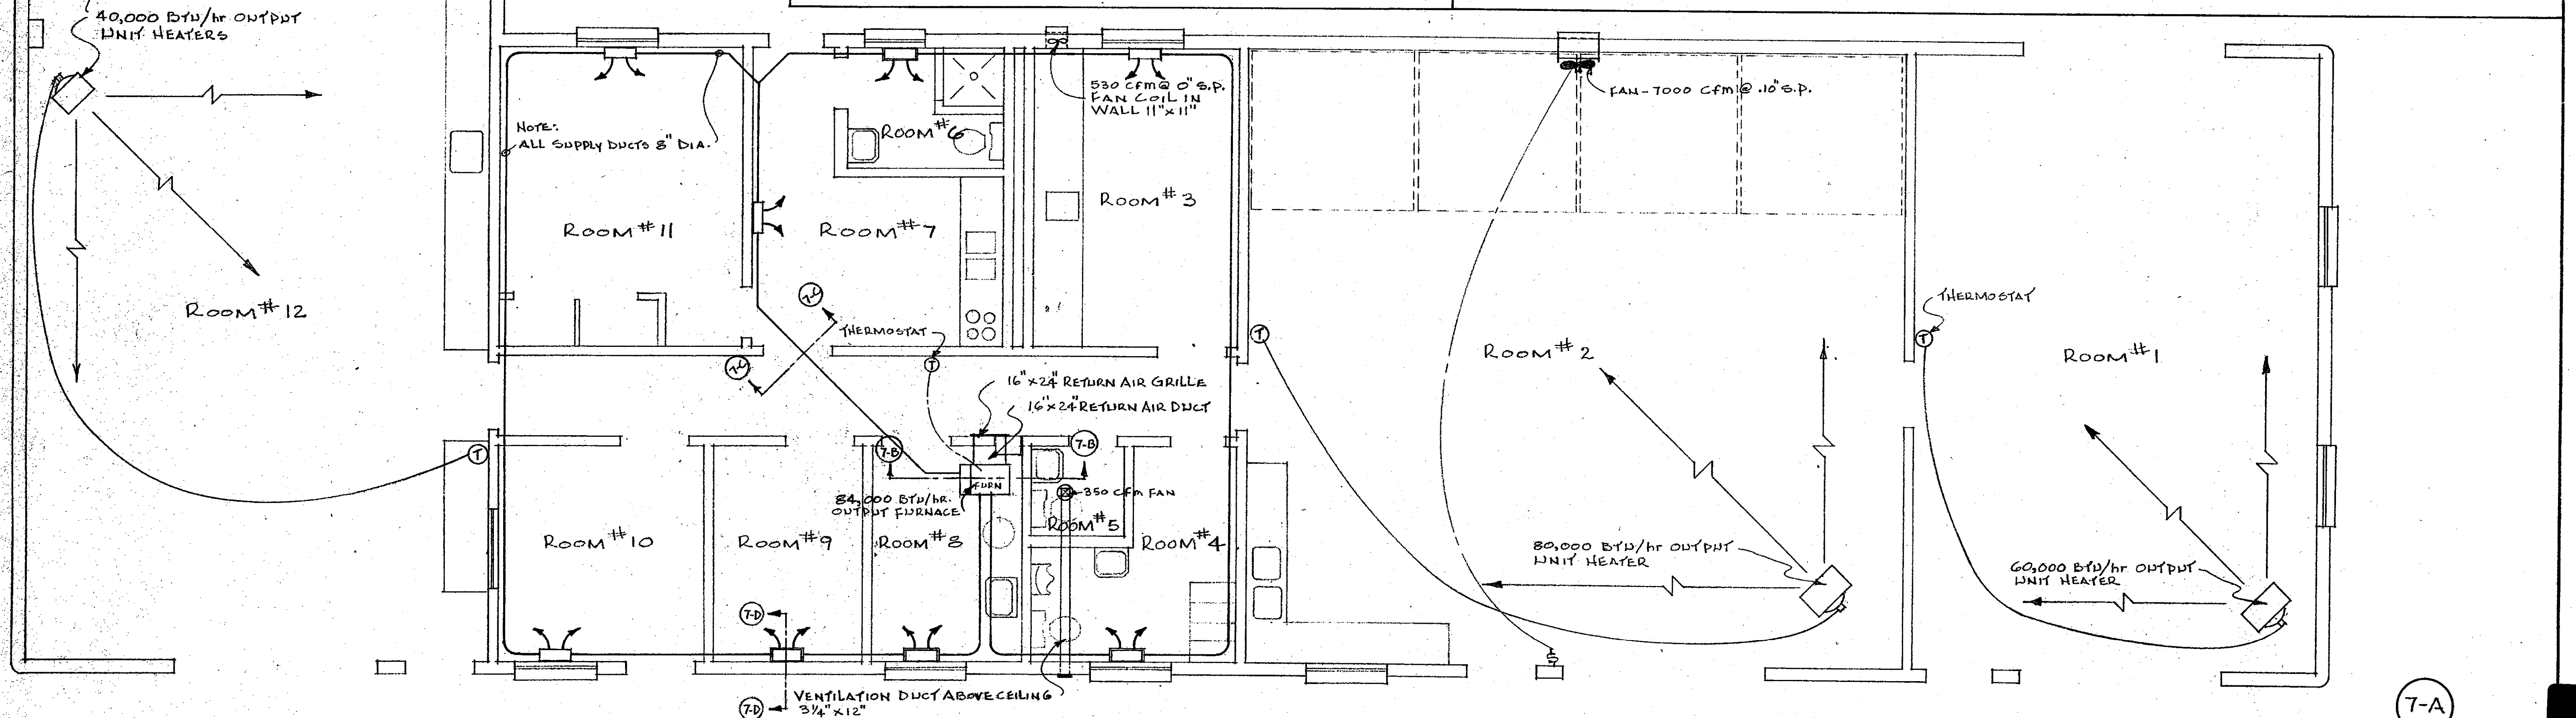 40,000 BTU/hr OUTPUT
UNIT HEATERS
NOTE:
ALL SUPPLY DUCTS 8" DIA.
530 cfm @ 0" S.P.
FAN COIL IN
WALL 11"x11"
FAN-7000 cfm @ .10" S.P.
ROOM #6
ROOM #3
ROOM #11
ROOM #7
ROOM #12
7-C
THERMOSTAT
T
7-C
T
THERMOSTAT
T
ROOM #2
ROOM #1
16"x24" RETURN AIR GRILLE
16"x24" RETURN AIR DUCT
7-B
7-B
T
FURN
84,000 BTU/hr.
OUTPUT FURNACE
350 cfm FAN
ROOM #5
ROOM #10
ROOM #9
ROOM #8
ROOM #4
80,000 BTU/hr OUTPUT
UNIT HEATER
60,000 BTU/hr OUTPUT
UNIT HEATER
7-D
S
VENTILATION DUCT ABOVE CEILING
3 1/4" x 12"
7-D
7-A